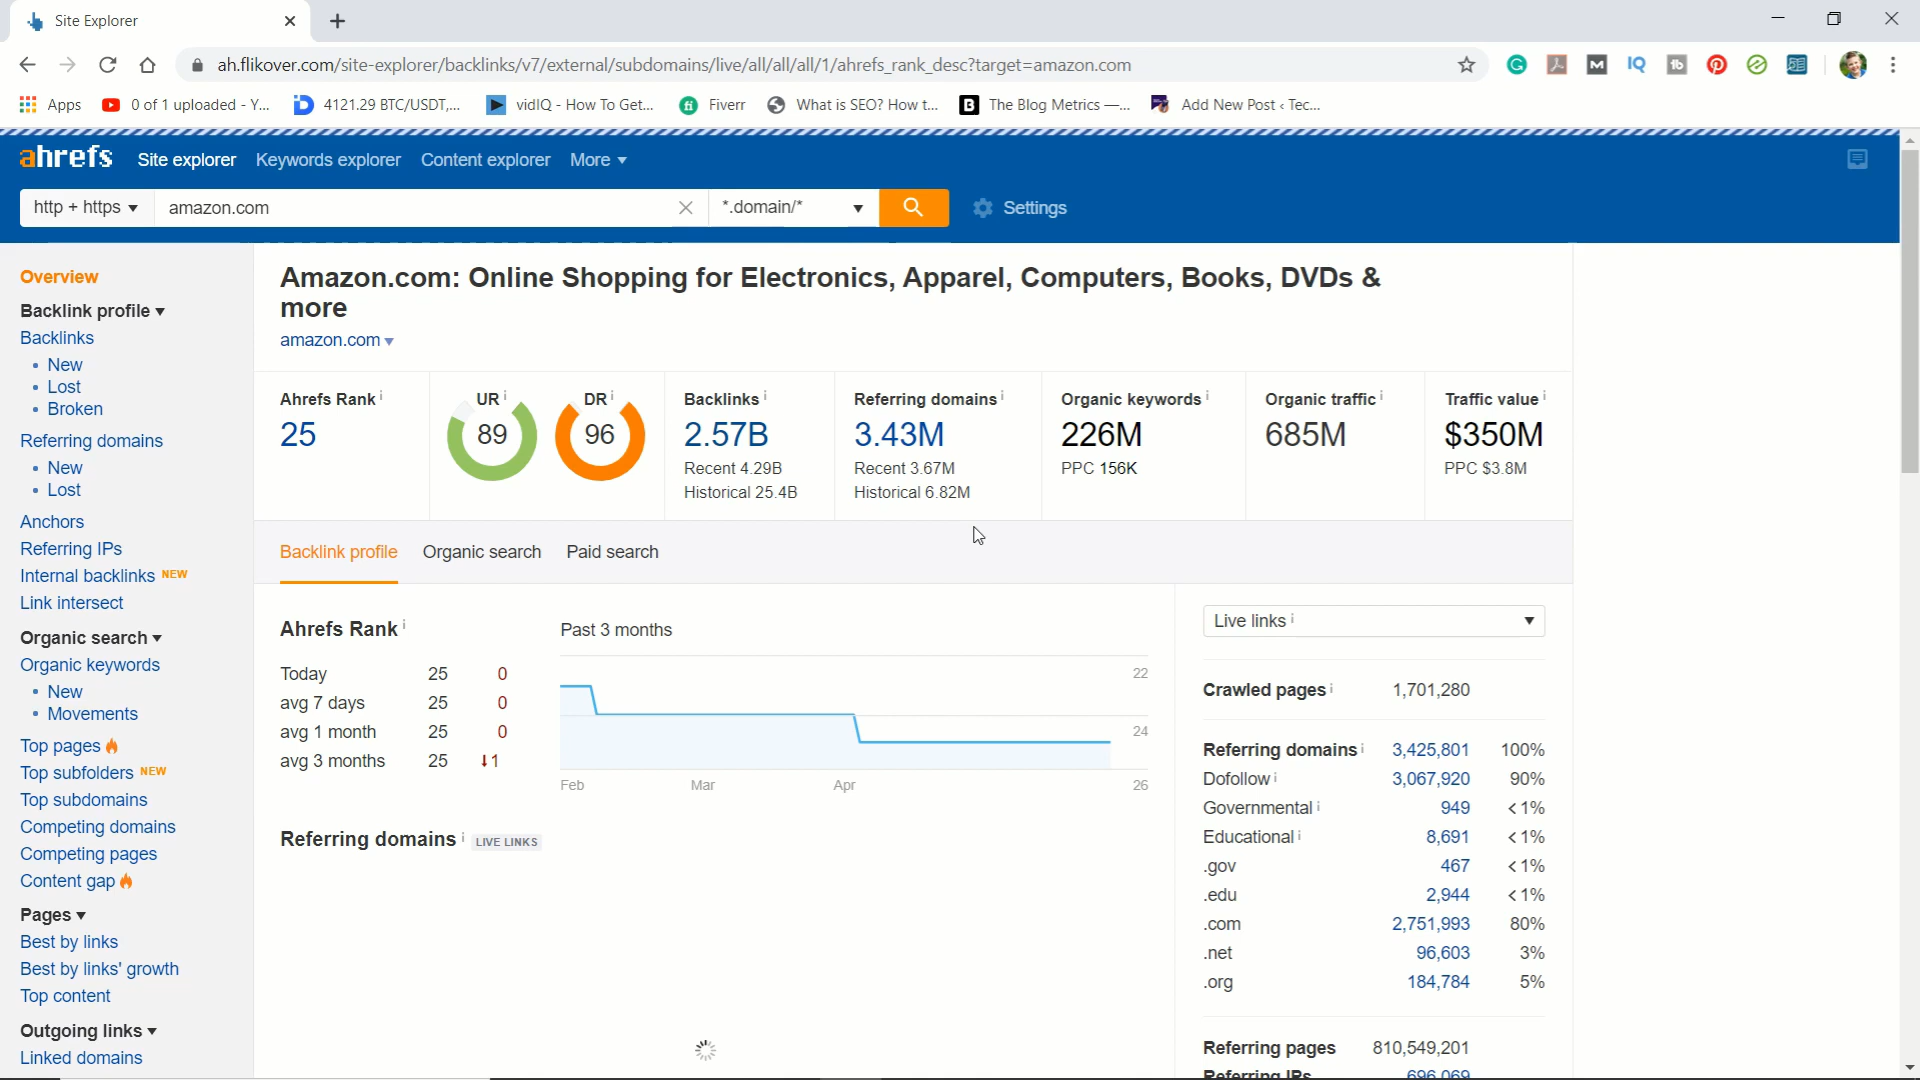 Site Explorer
ah.flikover.com/site-explorer/backlinks/v7/external/subdomains/live/all/all/all/1/ahrefs_rank_desc?target=amazon.com
Apps 0 of 1 uploaded - Y... 4121.29 BTC/USDT,... vidIQ - How To Get... Fiverr What is SEO? How t... The Blog Metrics —... Add New Post ‹ Tec...
ahrefs Site explorer Keywords explorer Content explorer More
http + https amazon.com *.domain/* Settings
Overview
Backlink profile
Backlinks
• New
• Lost
• Broken
Referring domains
• New
• Lost
Anchors
Referring IPs
Internal backlinks NEW
Link intersect
Organic search
Organic keywords
• New
• Movements
Top pages
Top subfolders NEW
Top subdomains
Competing domains
Competing pages
Content gap
Pages
Best by links
Best by links' growth
Top content
Outgoing links
Linked domains
Amazon.com: Online Shopping for Electronics, Apparel, Computers, Books, DVDs &
more
amazon.com
Ahrefs Rank i
25
UR i
89
DR i
96
Backlinks i
2.57B
Recent 4.29B
Historical 25.4B
Referring domains i
3.43M
Recent 3.67M
Historical 6.82M
Organic keywords i
226M
PPC 156K
Organic traffic i
685M
Traffic value i
$350M
PPC $3.8M
Backlink profile Organic search Paid search
Ahrefs Rank i
Today 25 0
avg 7 days 25 0
avg 1 month 25 0
avg 3 months 25 ↓1
Past 3 months
22
24
26
Feb Mar Apr
Referring domains i LIVE LINKS
Live links i
Crawled pages i 1,701,280
Referring domains i 3,425,801 100%
Dofollow i 3,067,920 90%
Governmental i 949 <1%
Educational i 8,691 <1%
.gov 467 <1%
.edu 2,944 <1%
.com 2,751,993 80%
.net 96,603 3%
.org 184,784 5%
Referring pages 810,549,201
Referring IPs 696,069